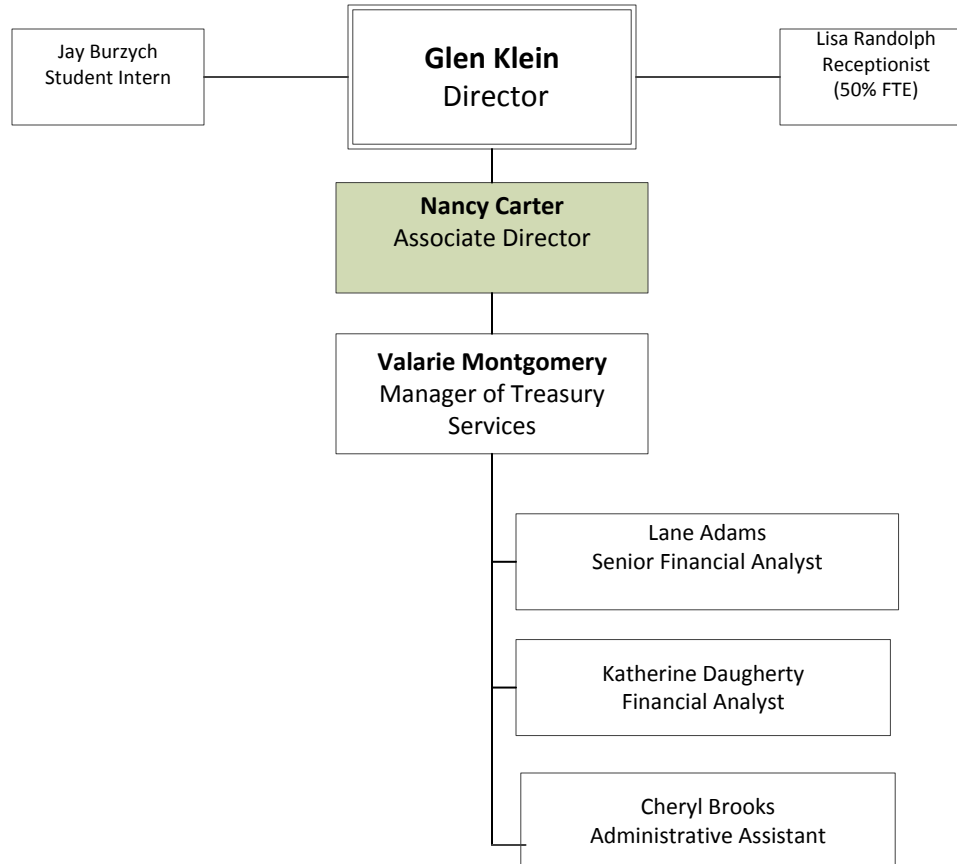 Jay Burzych
Student Intern
Glen Klein
Director
Lisa Randolph
Receptionist
(50% FTE)
Nancy Carter
Associate Director
Valarie Montgomery
Manager of Treasury
Services
Lane Adams
Senior Financial Analyst
Katherine Daugherty
Financial Analyst
Cheryl Brooks
Administrative Assistant